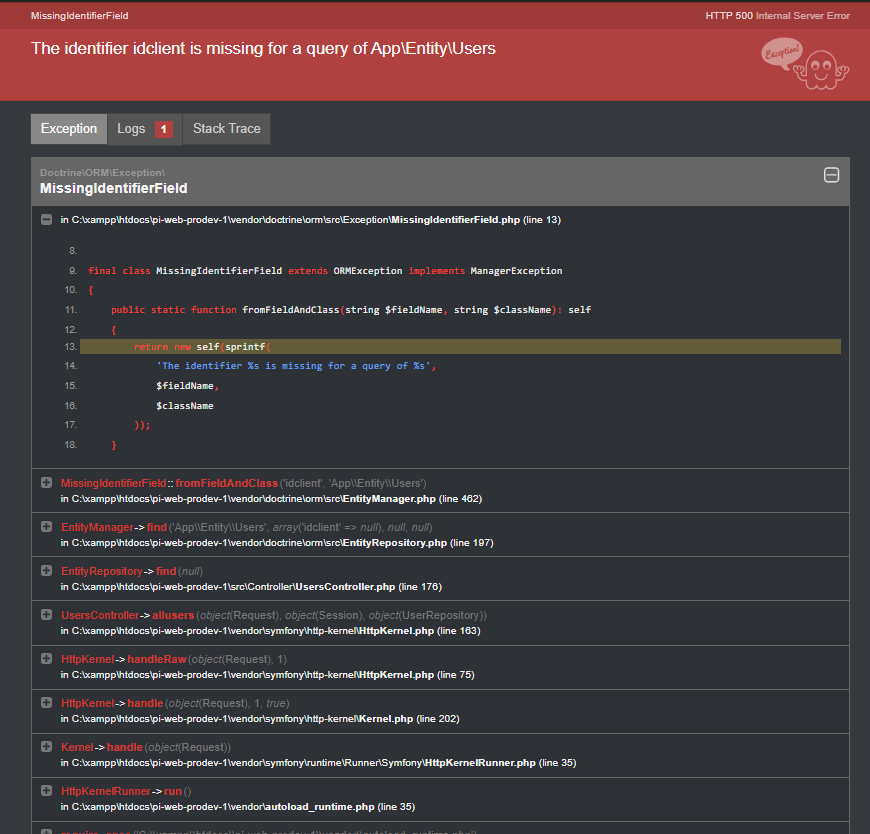 MissingIdentifierField
HTTP 500 Internal Server Error
The identifier idclient is missing for a query of App\Entity\Users
Exception!
Exception
Logs 1
Stack Trace
Doctrine\ORM\Exception\
MissingIdentifierField
in C:\xampp\htdocs\pi-web-prodev-1\vendor\doctrine\orm\src\Exception\MissingIdentifierField.php (line 13)
8.
9. final class MissingIdentifierField extends ORMException implements ManagerException
10. {
11. public static function fromFieldAndClass(string $fieldName, string $className): self
12. {
13. return new self(sprintf(
14. 'The identifier %s is missing for a query of %s',
15. $fieldName,
16. $className
17. ));
18. }
MissingIdentifierField::fromFieldAndClass('idclient', 'App\\Entity\\Users')
in C:\xampp\htdocs\pi-web-prodev-1\vendor\doctrine\orm\src\EntityManager.php (line 462)
EntityManager->find('App\\Entity\\Users', array('idclient' => null), null, null)
in C:\xampp\htdocs\pi-web-prodev-1\vendor\doctrine\orm\src\EntityRepository.php (line 197)
EntityRepository->find(null)
in C:\xampp\htdocs\pi-web-prodev-1\src\Controller\UsersController.php (line 176)
UsersController->allusers(object(Request), object(Session), object(UserRepository))
in C:\xampp\htdocs\pi-web-prodev-1\vendor\symfony\http-kernel\HttpKernel.php (line 163)
HttpKernel->handleRaw(object(Request), 1)
in C:\xampp\htdocs\pi-web-prodev-1\vendor\symfony\http-kernel\HttpKernel.php (line 75)
HttpKernel->handle(object(Request), 1, true)
in C:\xampp\htdocs\pi-web-prodev-1\vendor\symfony\http-kernel\Kernel.php (line 202)
Kernel->handle(object(Request))
in C:\xampp\htdocs\pi-web-prodev-1\vendor\symfony\runtime\Runner\Symfony\HttpKernelRunner.php (line 35)
HttpKernelRunner->run()
in C:\xampp\htdocs\pi-web-prodev-1\vendor\autoload_runtime.php (line 35)